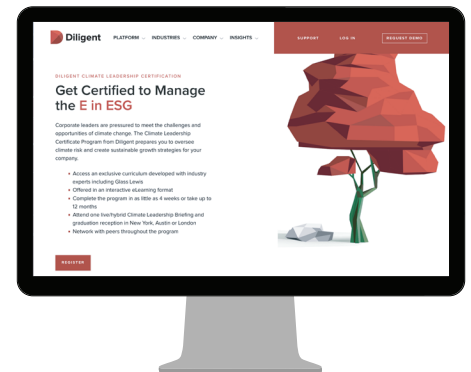 Diligent PLATFORM INDUSTRIES COMPANY INSIGHTS SUPPORT LOG IN REQUEST DEMO
DILIGENT CLIMATE LEADERSHIP CERTIFICATION
Get Certified to Manage
the E in ESG
Corporate leaders are pressured to meet the challenges and
opportunities of climate change. The Climate Leadership
Certificate Program from Diligent prepares you to oversee
climate risk and create sustainable growth strategies for your
company.
• Access an exclusive curriculum developed with industry
experts including Glass Lewis
• Offered in an interactive eLearning format
• Complete the program in as little as 4 weeks or take up to
12 months
• Attend one live/hybrid Climate Leadership Briefing and
graduation reception in New York, Austin or London
• Network with peers throughout the program
REGISTER